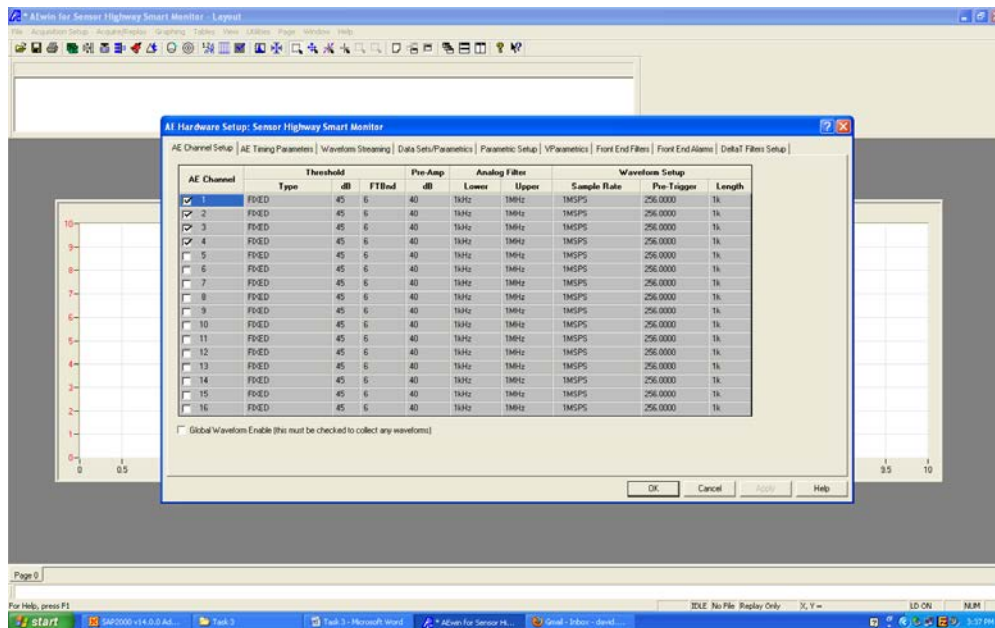 * AEwin for Sensor Highway Smart Monitor - Layout
File Acquisition Setup Acquire/Replay Graphing Tables View Utilities Page Window Help
AE Hardware Setup: Sensor Highway Smart Monitor
AE Channel Setup AE Timing Parameters Waveform Streaming Data Sets/Parametrics Parametric Setup VParametrics Front End Filters Front End Alarms DeltaT Filters Setup
AE Channel Threshold Pre-Amp Analog Filter Waveform Setup
Type dB FTBnd dB Lower Upper Sample Rate Pre-Trigger Length
1 FIXED 45 6 40 1kHz 1MHz 1MSPS 256.0000 1k
2 FIXED 45 6 40 1kHz 1MHz 1MSPS 256.0000 1k
3 FIXED 45 6 40 1kHz 1MHz 1MSPS 256.0000 1k
4 FIXED 45 6 40 1kHz 1MHz 1MSPS 256.0000 1k
5 FIXED 45 6 40 1kHz 1MHz 1MSPS 256.0000 1k
6 FIXED 45 6 40 1kHz 1MHz 1MSPS 256.0000 1k
7 FIXED 45 6 40 1kHz 1MHz 1MSPS 256.0000 1k
8 FIXED 45 6 40 1kHz 1MHz 1MSPS 256.0000 1k
9 FIXED 45 6 40 1kHz 1MHz 1MSPS 256.0000 1k
10 FIXED 45 6 40 1kHz 1MHz 1MSPS 256.0000 1k
11 FIXED 45 6 40 1kHz 1MHz 1MSPS 256.0000 1k
12 FIXED 45 6 40 1kHz 1MHz 1MSPS 256.0000 1k
13 FIXED 45 6 40 1kHz 1MHz 1MSPS 256.0000 1k
14 FIXED 45 6 40 1kHz 1MHz 1MSPS 256.0000 1k
15 FIXED 45 6 40 1kHz 1MHz 1MSPS 256.0000 1k
16 FIXED 45 6 40 1kHz 1MHz 1MSPS 256.0000 1k
Global Waveform Enable (this must be checked to collect any waveforms)
OK Cancel Apply Help
10
9
8
7
6
5
4
3
2
1
0
0 0.5 9.5 10
Page 0
For Help, press F1 IDLE No File Replay Only X, Y = LD ON NUM
start SAP2000 v14.0.0 Ad... Task 3 Task 3 - Microsoft Word * AEwin for Sensor Hi... Gmail - Inbox - david.... 3:37 PM